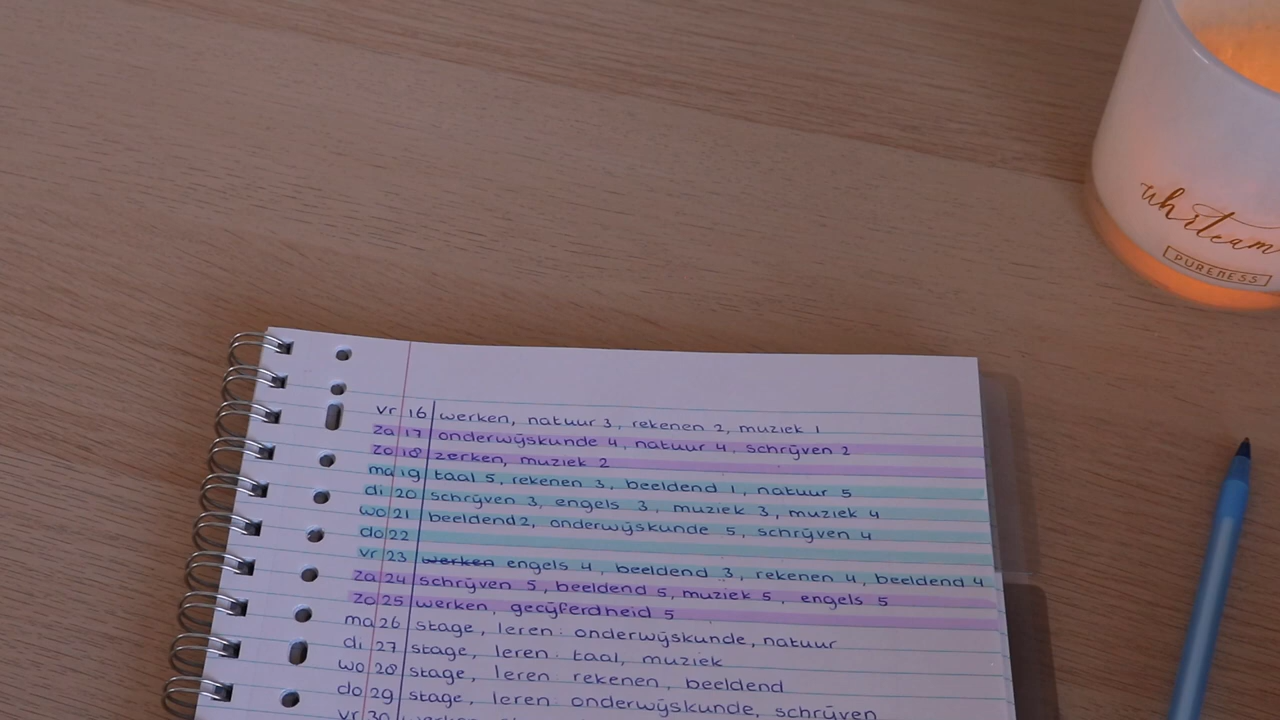 whiteam
PURENESS
vr 16 werken, natuur 3, rekenen 2, muziek 1
za 17 onderwijskunde 4, natuur 4, schrijven 2
zo 18 zerken, muziek 2
ma 19 taal 5, rekenen 3, beeldend 1, natuur 5
di 20 schrijven 3, engels 3, muziek 3, muziek 4
wo 21 beeldend 2, onderwijskunde 5, schrijven 4
do 22
vr 23 werken engels 4, beeldend 3, rekenen 4, beeldend 4
za 24 schrijven 5, beeldend 5, muziek 5, engels 5
zo 25 werken, gecijferdheid 5
ma 26 stage, leren: onderwijskunde, natuur
di 27 stage, leren: taal, muziek
wo 28 stage, leren rekenen, beeldend
do 29 stage, leren onderwijskunde, schrijven
vr 30